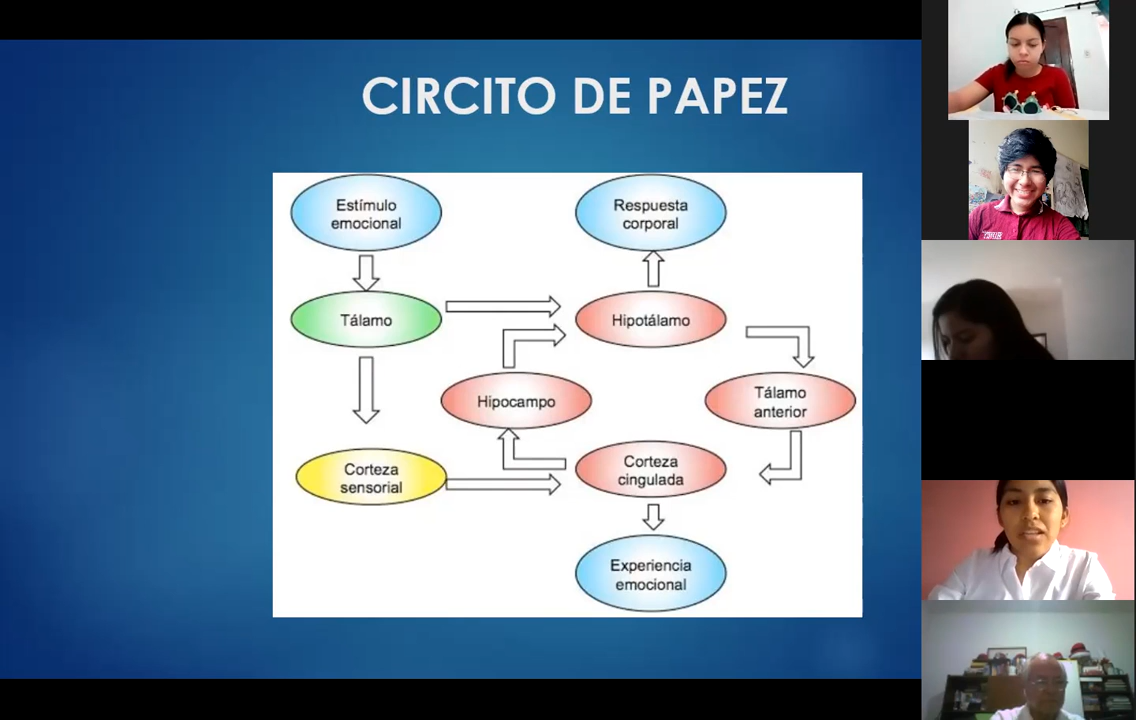 CIRCITO DE PAPEZ
Estímulo
emocional
Respuesta
corporal
Tálamo
Hipotálamo
Hipocampo
Tálamo
anterior
Corteza
sensorial
Corteza
cingulada
Experiencia
emocional